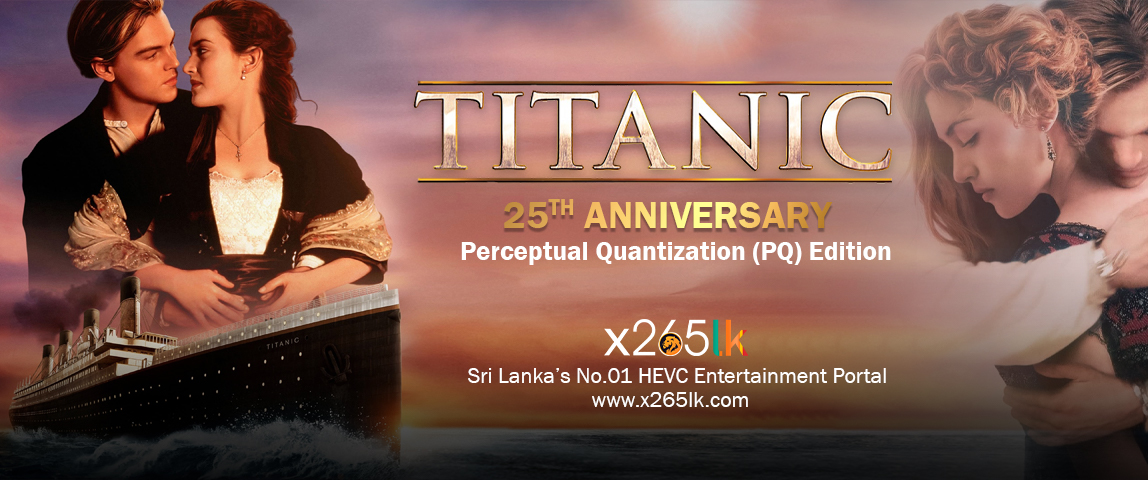 TITANIC
25TH ANNIVERSARY
Perceptual Quantization (PQ) Edition
TITANIC
x265lk
Sri Lanka's No.01 HEVC Entertainment Portal
www.x265lk.com